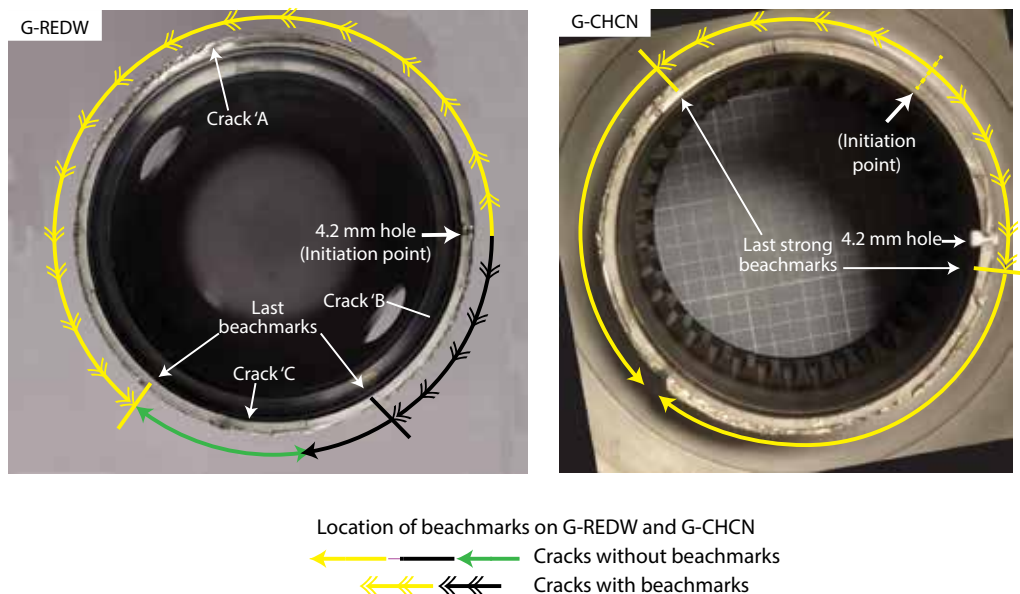 G-REDW
G-CHCN
Crack ‘A
(Initiation
point)
4.2 mm hole
(Initiation point)
4.2 mm hole
Last strong
beachmarks
Crack ‘B
Last
beachmarks
Crack ‘C
Location of beachmarks on G-REDW and G-CHCN
Cracks without beachmarks
Cracks with beachmarks